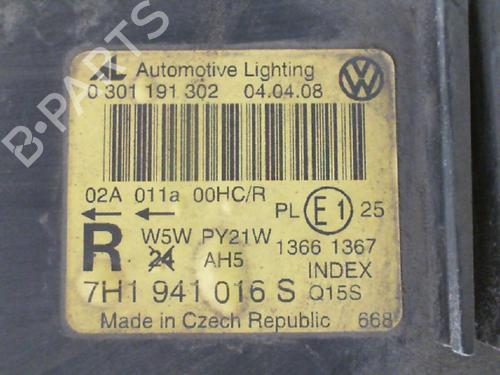 AL Automotive Lighting
0 301 191 302 04.04.08
02A 011a 00HC/R
PL E1 25
R W5W PY21W
1366 1367
24 AH5
INDEX
7H1 941 016 S Q15S
Made in Czech Republic 668
B-PARTS